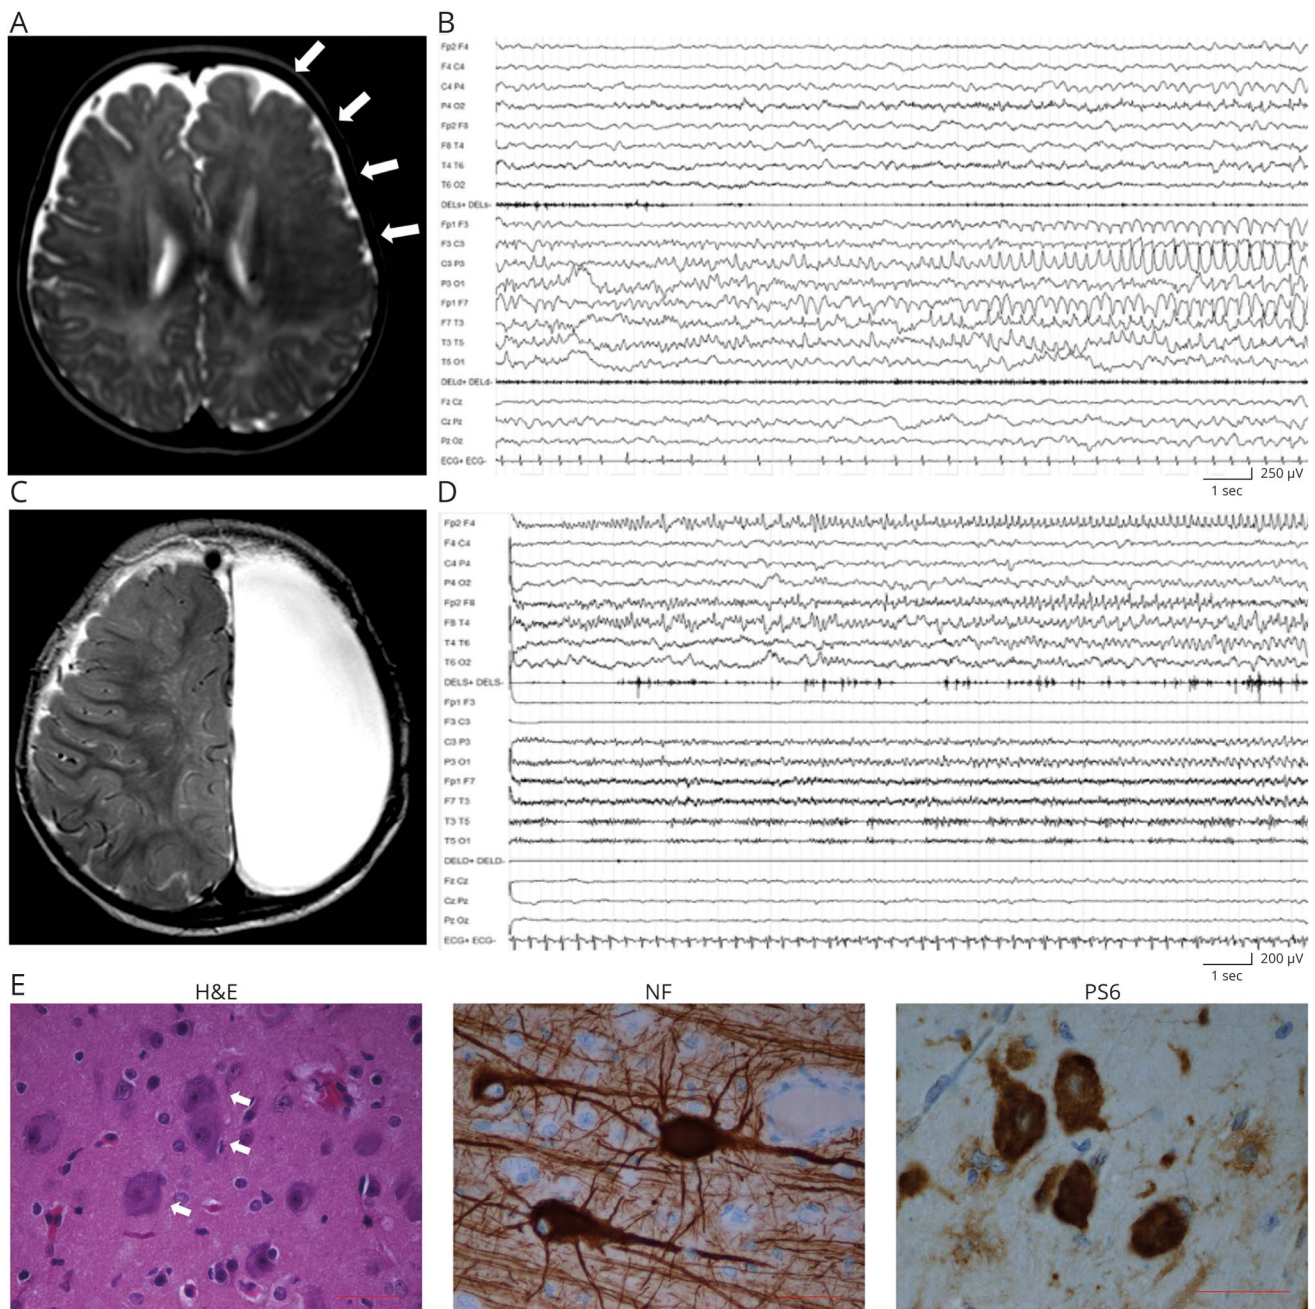 A
B
Fp2 F4
F4 C4
C4 P4
P4 O2
Fp2 F8
F8 T4
T4 T6
T6 O2
DELs+ DELs-
Fp1 F3
F3 C3
C3 P3
P3 O1
Fp1 F7
F7 T3
T3 T5
T5 O1
DELd+ DELd-
Fz Cz
Cz Pz
Pz Oz
ECG+ ECG-
250 µV
1 sec
C
D
Fp2 F4
F4 C4
C4 P4
P4 O2
Fp2 F8
F8 T4
T4 T6
T6 O2
DELS+ DELS-
Fp1 F3
F3 C3
C3 P3
P3 O1
Fp1 F7
F7 T3
T3 T5
T5 O1
DELD+ DELD-
Fz Cz
Cz Pz
Pz Oz
ECG+ ECG-
200 µV
1 sec
E
H&E
NF
PS6